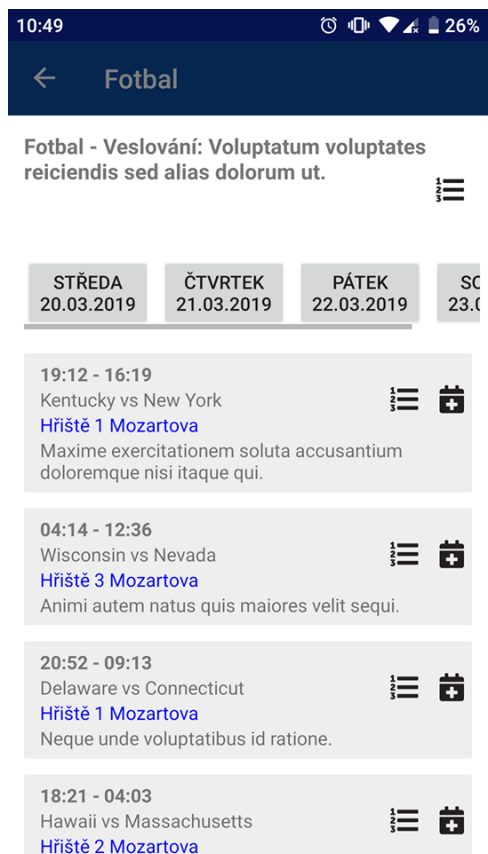 10:49 26%
Fotbal
Fotbal - Veslování: Voluptatum voluptates
reiciendis sed alias dolorum ut.
STŘEDA
20.03.2019
ČTVRTEK
21.03.2019
PÁTEK
22.03.2019
SO
23.0
19:12 - 16:19
Kentucky vs New York
Hřiště 1 Mozartova
Maxime exercitationem soluta accusantium
doloremque nisi itaque qui.
04:14 - 12:36
Wisconsin vs Nevada
Hřiště 3 Mozartova
Animi autem natus quis maiores velit sequi.
20:52 - 09:13
Delaware vs Connecticut
Hřiště 1 Mozartova
Neque unde voluptatibus id ratione.
18:21 - 04:03
Hawaii vs Massachusetts
Hřiště 2 Mozartova